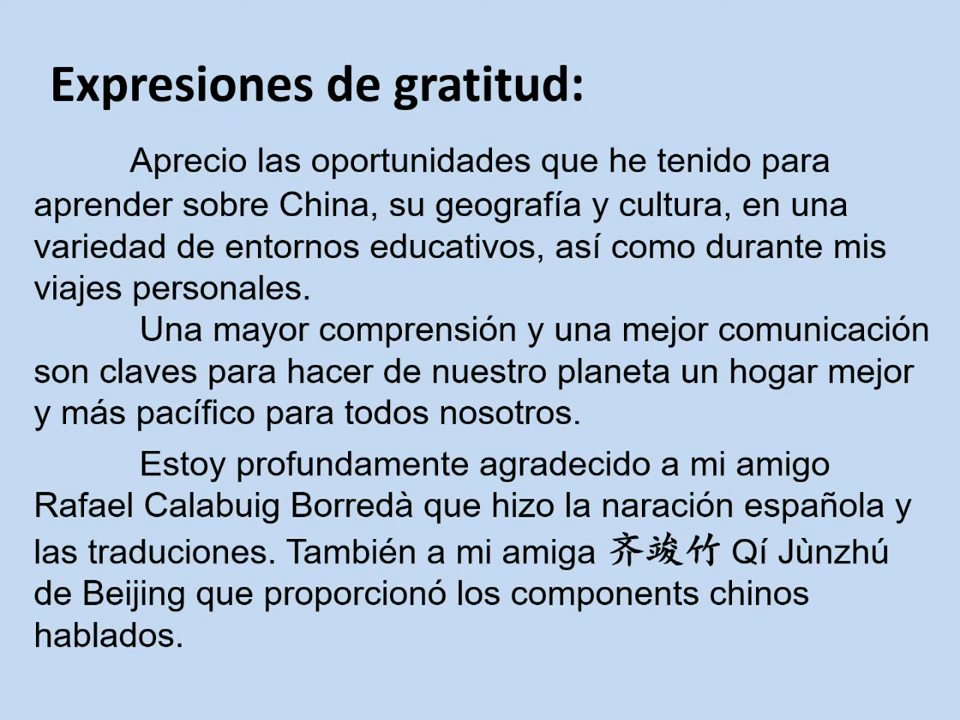 Expresiones de gratitud:
Aprecio las oportunidades que he tenido para
aprender sobre China, su geografía y cultura, en una
variedad de entornos educativos, así como durante mis
viajes personales.
Una mayor comprensión y una mejor comunicación
son claves para hacer de nuestro planeta un hogar mejor
y más pacífico para todos nosotros.
Estoy profundamente agradecido a mi amigo
Rafael Calabuig Borredà que hizo la naración española y
las traduciones. También a mi amiga 齐竣竹 Qí Jùnzhú
de Beijing que proporcionó los components chinos
hablados.